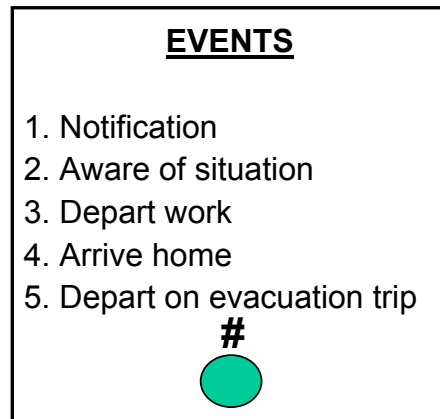 EVENTS
1. Notification
2. Aware of situation
3. Depart work
4. Arrive home
5. Depart on evacuation trip
#